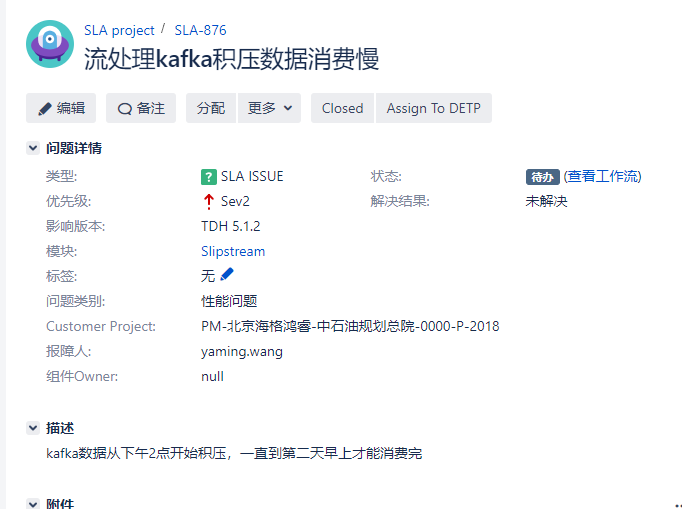 SLA project / SLA-876
流处理kafka积压数据消费慢
编辑 备注 分配 更多 Closed Assign To DETP
问题详情
类型: SLA ISSUE 状态: 待办 (查看工作流)
优先级: Sev2 解决结果: 未解决
影响版本: TDH 5.1.2
模块: Slipstream
标签: 无
问题类别: 性能问题
Customer Project: PM-北京海格鸿睿-中石油规划总院-0000-P-2018
报障人: yaming.wang
组件Owner: null
描述
kafka数据从下午2点开始积压，一直到第二天早上才能消费完
附件